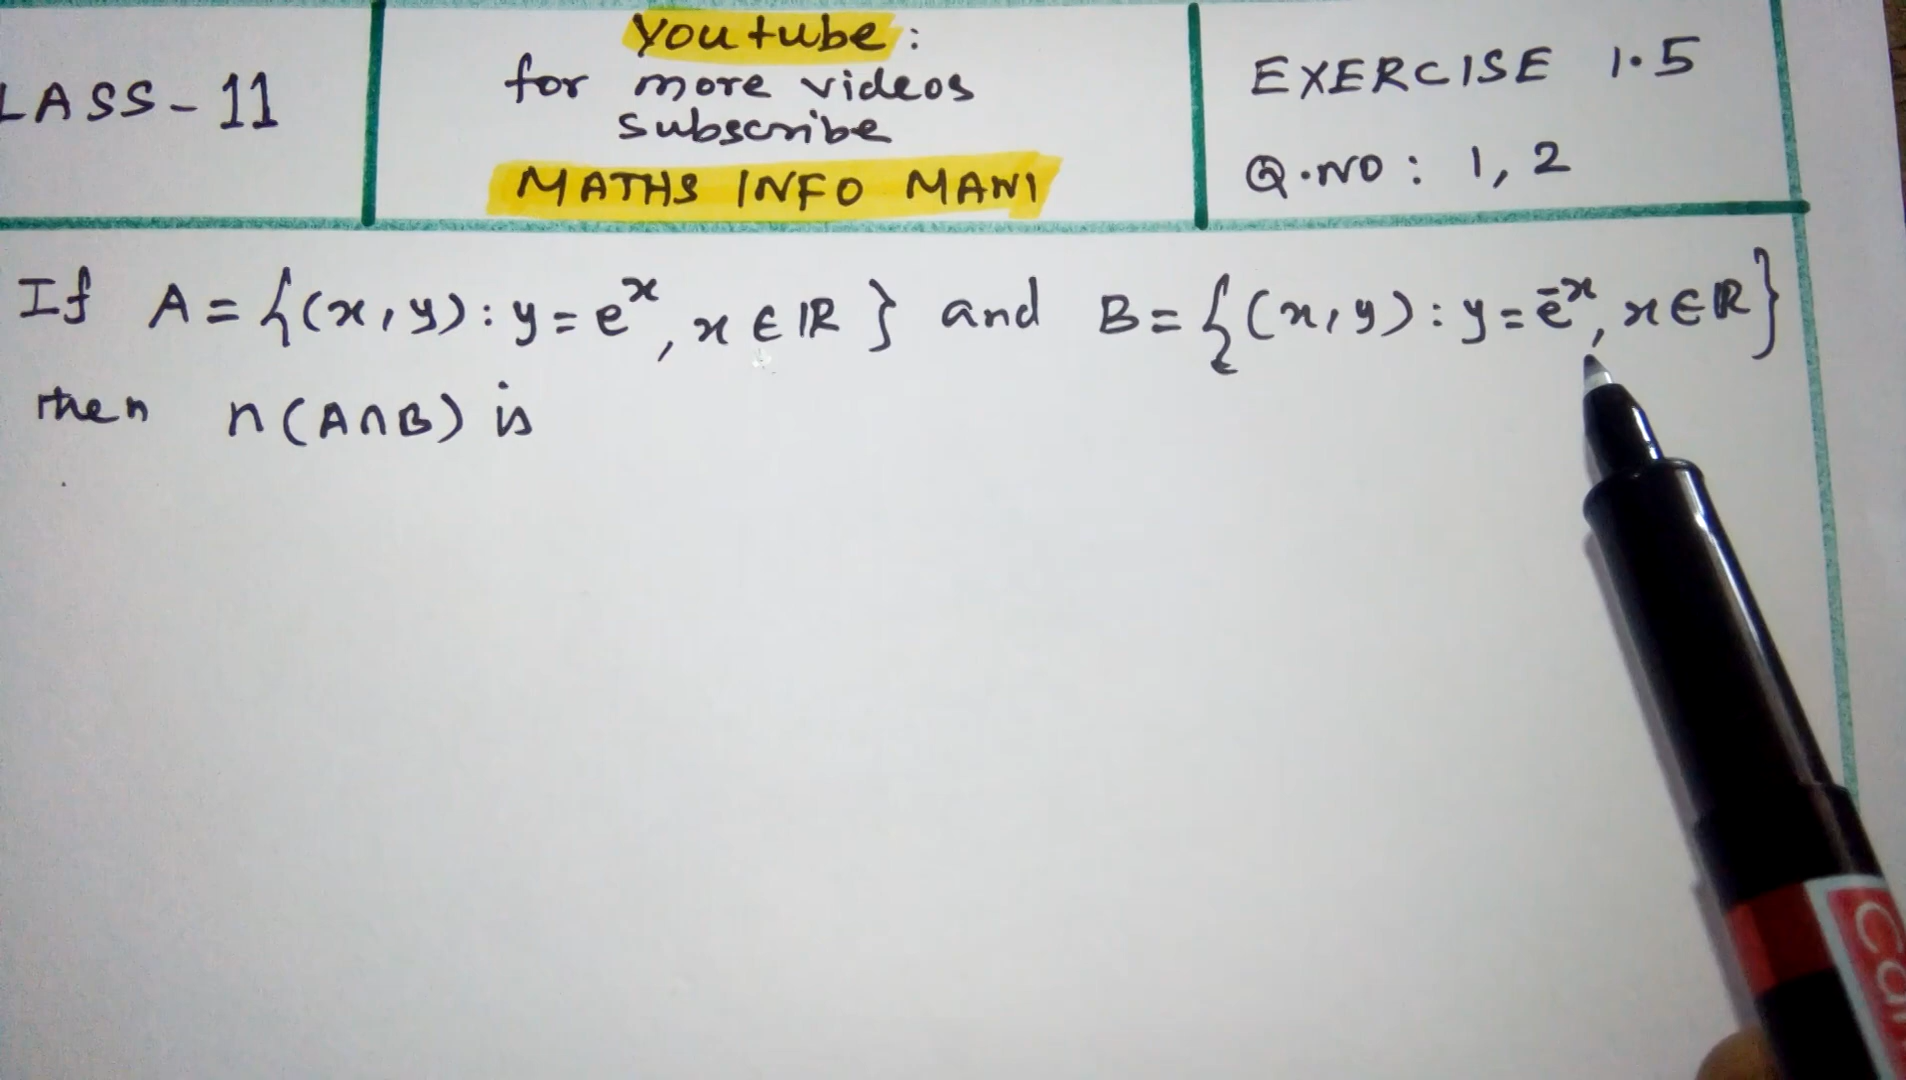 LASS-11
YOUtube:
for more videos
subscribe
MATHS INFO MANI
EXERCISE 1.5
Q.NO: 1, 2
If A = {(x,y): y = eˣ, x ∈ ℝ } and B = {(x,y): y = e⁻ˣ, x ∈ ℝ}
then n(A∩B) is